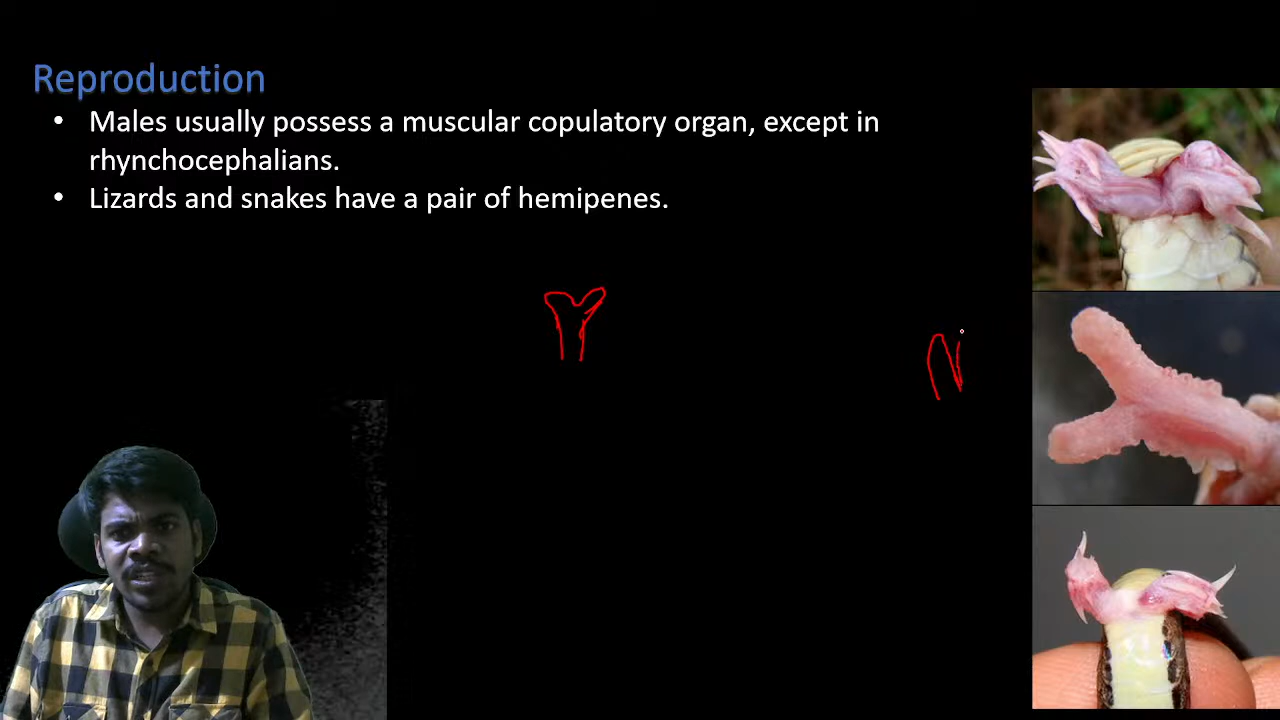 Reproduction
• Males usually possess a muscular copulatory organ, except in
rhynchocephalians.
• Lizards and snakes have a pair of hemipenes.